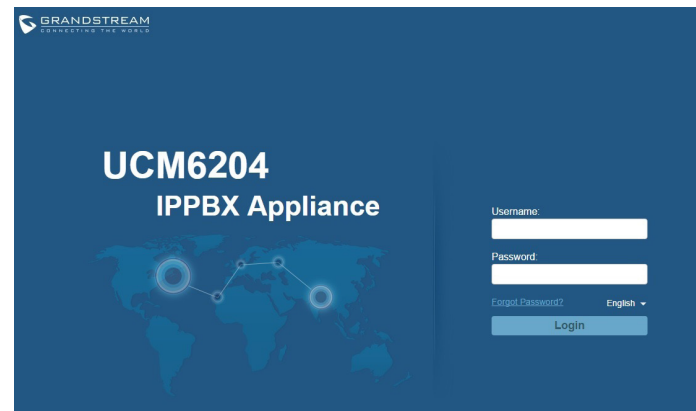 GRANDSTREAM
CONNECTING THE WORLD
UCM6204
IPPBX Appliance
Username:
Password:
Forgot Password?
English
Login